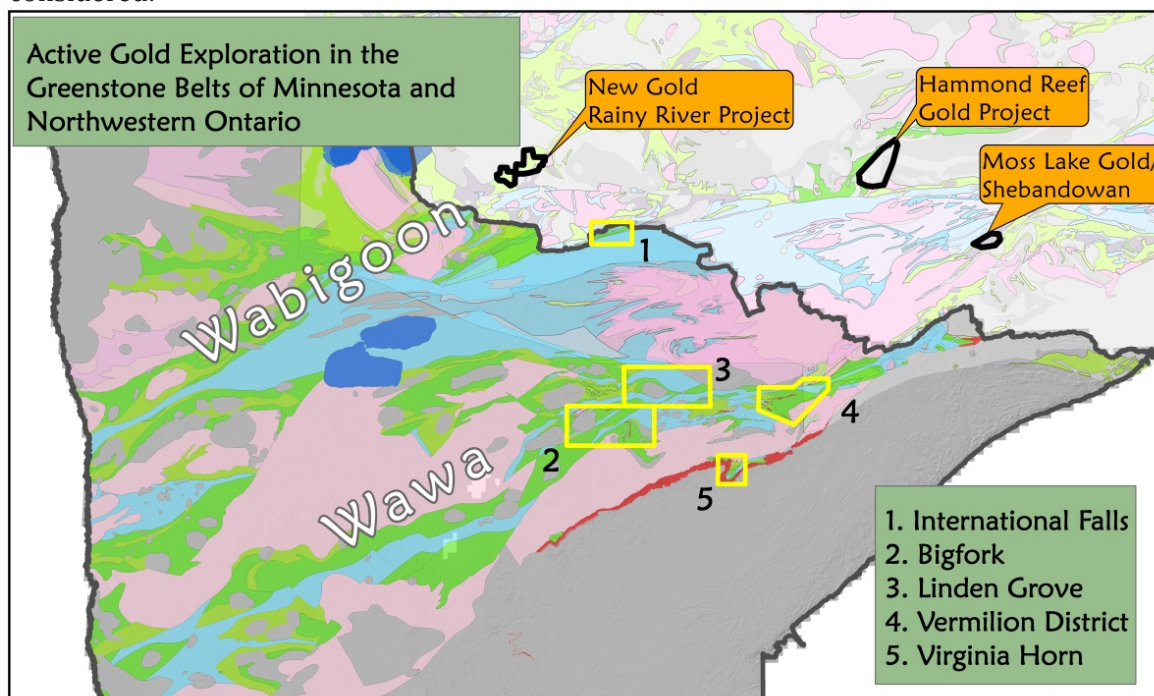 considered.
Active Gold Exploration in the
Greenstone Belts of Minnesota and
Northwestern Ontario
New Gold
Rainy River Project
Hammond Reef
Gold Project
Moss Lake Gold/
Shebandowan
Wabigoon
Wawa
1
2
3
4
5
1. International Falls
2. Bigfork
3. Linden Grove
4. Vermilion District
5. Virginia Horn